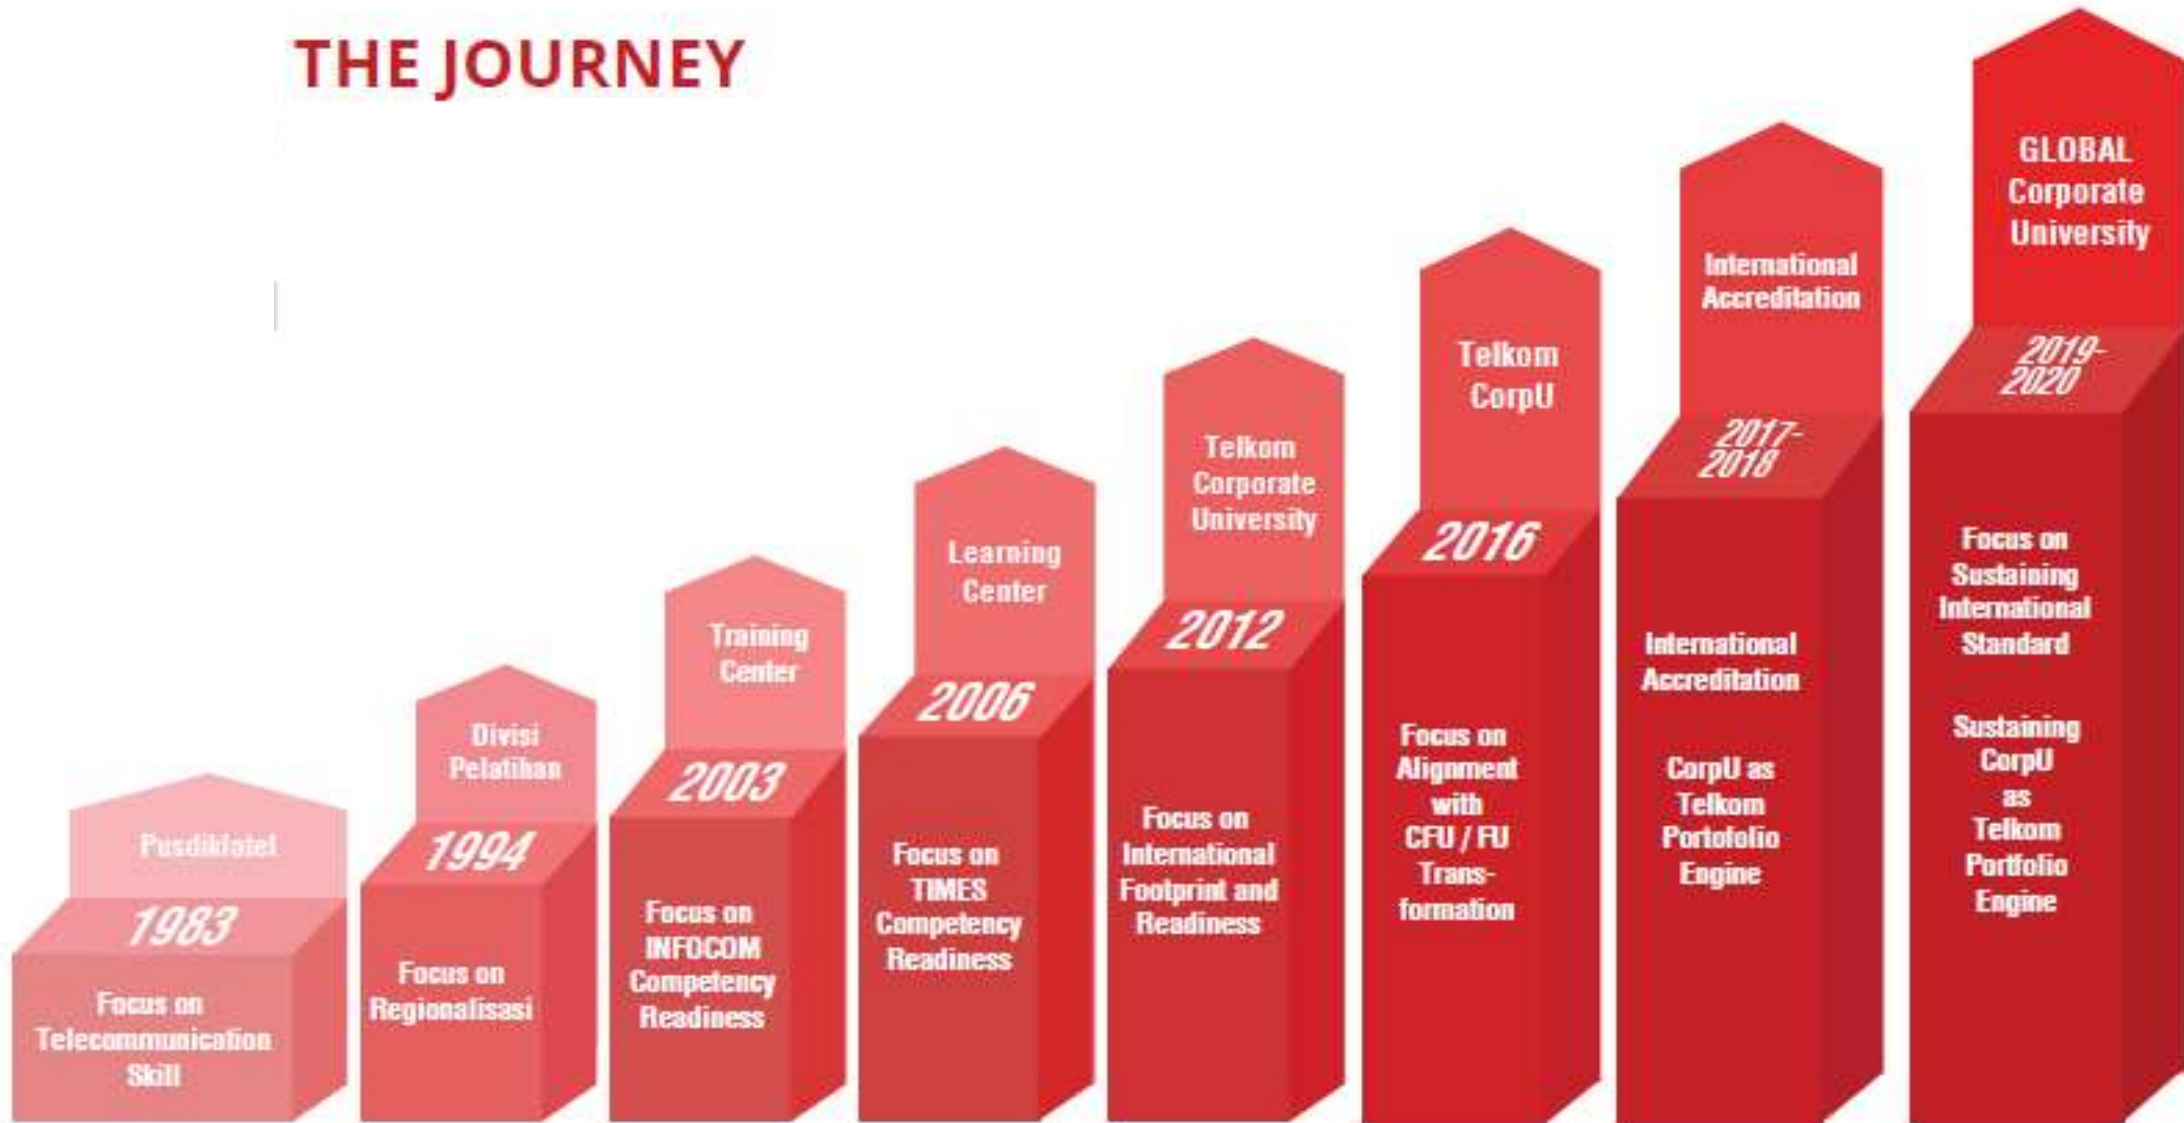 THE JOURNEY
Pusdiklatel
1983
Focus on
Telecommunication
Skill
Divisi
Pelatihan
1994
Focus on
Regionalisasi
Training
Center
2003
Focus on
INFOCOM
Competency
Readiness
Learning
Center
2006
Focus on
TIMES
Competency
Readiness
Telkom
Corporate
University
2012
Focus on
International
Footprint and
Readiness
Telkom
CorpU
2016
Focus on
Alignment
with
CFU / FU
Trans-
formation
International
Accreditation
2017-
2018
International
Accreditation
CorpU as
Telkom
Portofolio
Engine
GLOBAL
Corporate
University
2019-
2020
Focus on
Sustaining
International
Standard
Sustaining
CorpU
as
Telkom
Portfolio
Engine